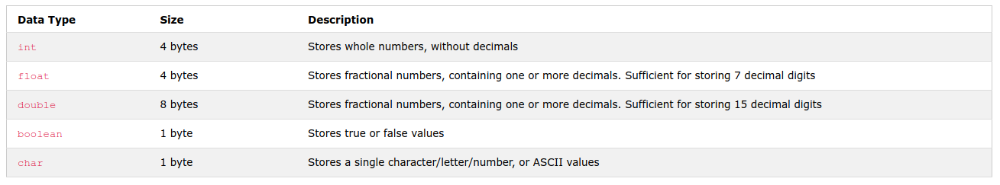 Data Type Size Description
int 4 bytes Stores whole numbers, without decimals
float 4 bytes Stores fractional numbers, containing one or more decimals. Sufficient for storing 7 decimal digits
double 8 bytes Stores fractional numbers, containing one or more decimals. Sufficient for storing 15 decimal digits
boolean 1 byte Stores true or false values
char 1 byte Stores a single character/letter/number, or ASCII values